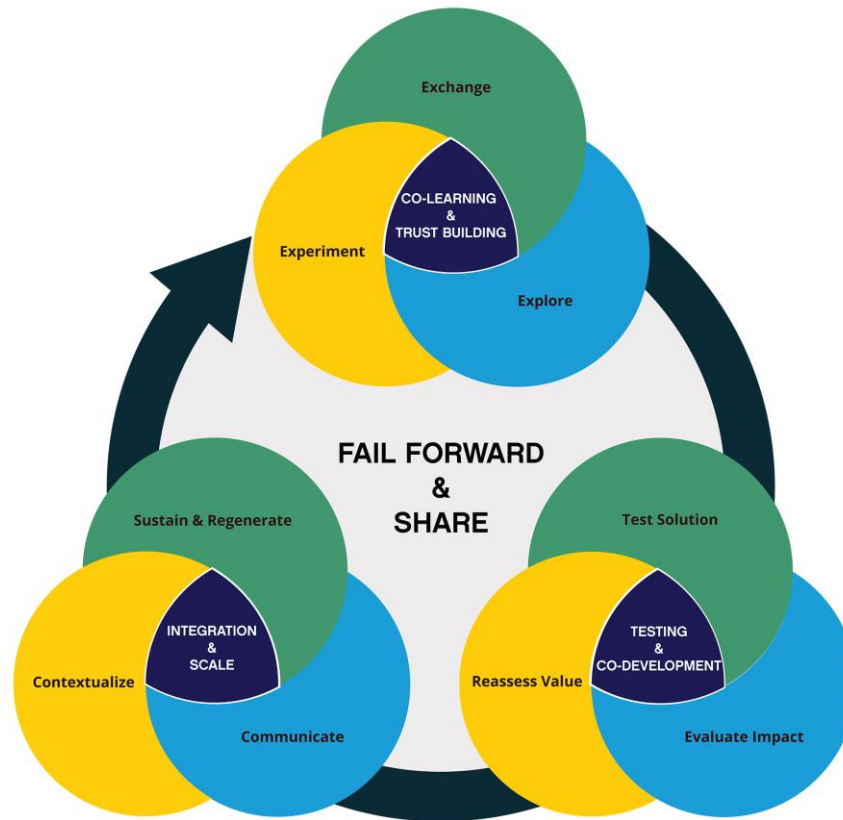 Exchange
CO-LEARNING
&
TRUST BUILDING
Experiment
Explore
FAIL FORWARD
&
SHARE
Sustain & Regenerate
INTEGRATION
&
SCALE
Contextualize
Communicate
Test Solution
TESTING
&
CO-DEVELOPMENT
Reassess Value
Evaluate Impact